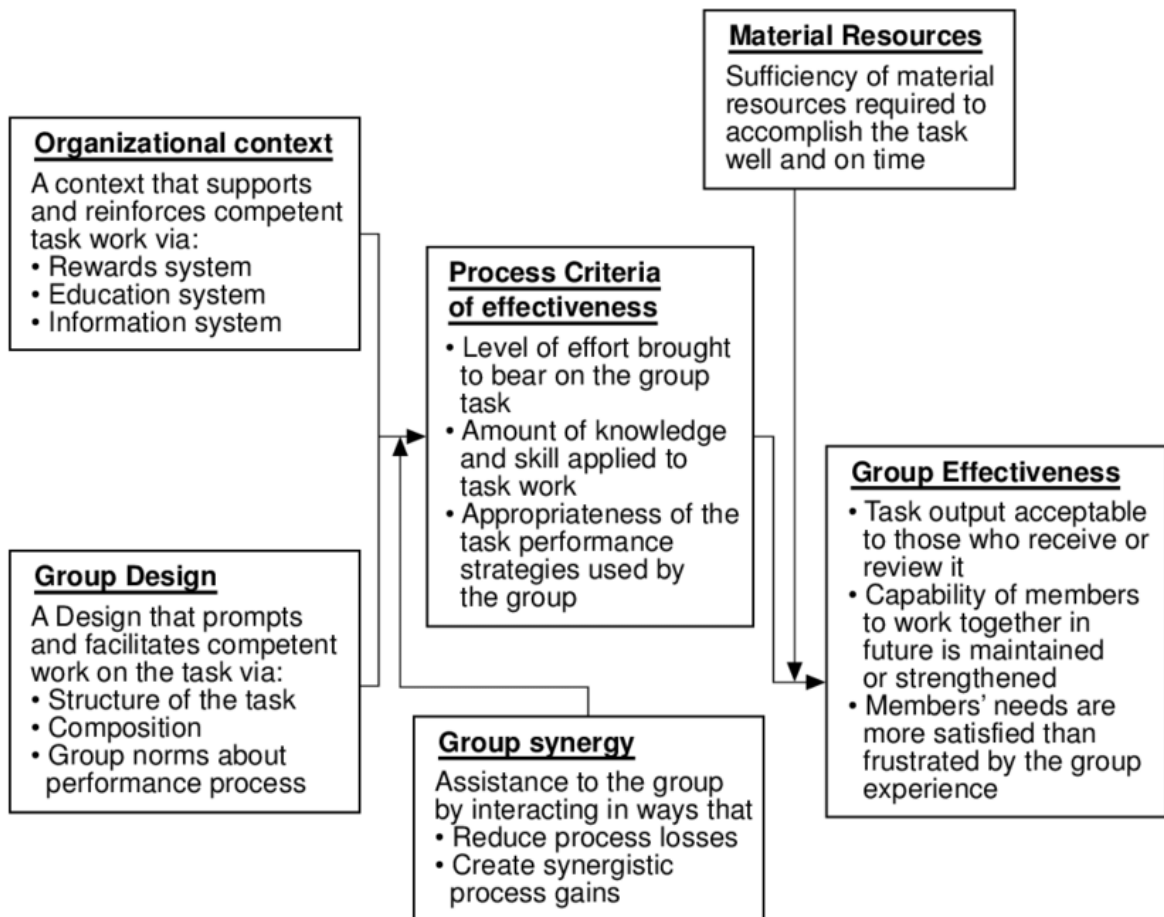 Material Resources
Sufficiency of material
resources required to
accomplish the task
well and on time
Organizational context
A context that supports
and reinforces competent
task work via:
• Rewards system
• Education system
• Information system
Process Criteria
of effectiveness
• Level of effort brought
to bear on the group
task
• Amount of knowledge
and skill applied to
task work
• Appropriateness of the
task performance
strategies used by
the group
Group Design
A Design that prompts
and facilitates competent
work on the task via:
• Structure of the task
• Composition
• Group norms about
performance process
Group synergy
Assistance to the group
by interacting in ways that
• Reduce process losses
• Create synergistic
process gains
Group Effectiveness
• Task output acceptable
to those who receive or
review it
• Capability of members
to work together in
future is maintained
or strengthened
• Members' needs are
more satisfied than
frustrated by the group
experience